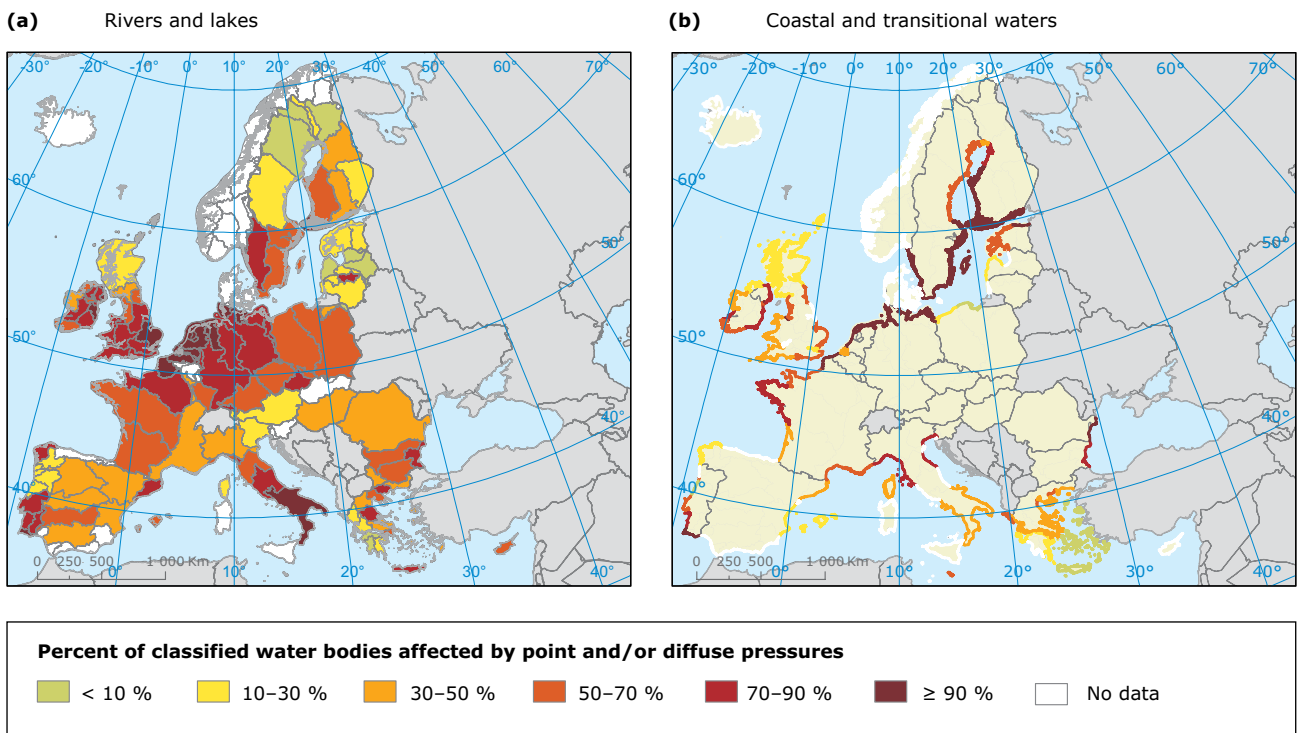 (a) Rivers and lakes
(b) Coastal and transitional waters
-30° -20° -10° 0° 10° 20° 30° 40° 50° 60° 70°
60°
50°
50°
40°
40°
0 250 500 1 000 Km
0° 10° 20° 30° 40°
-30° -20° -10° 0° 10° 20° 30° 40° 50° 60° 70°
60°
50°
50°
40°
40°
0 250 500 1 000 Km
0° 10° 20° 30° 40°
Percent of classified water bodies affected by point and/or diffuse pressures
< 10 % 10–30 % 30–50 % 50–70 % 70–90 % ≥ 90 % No data